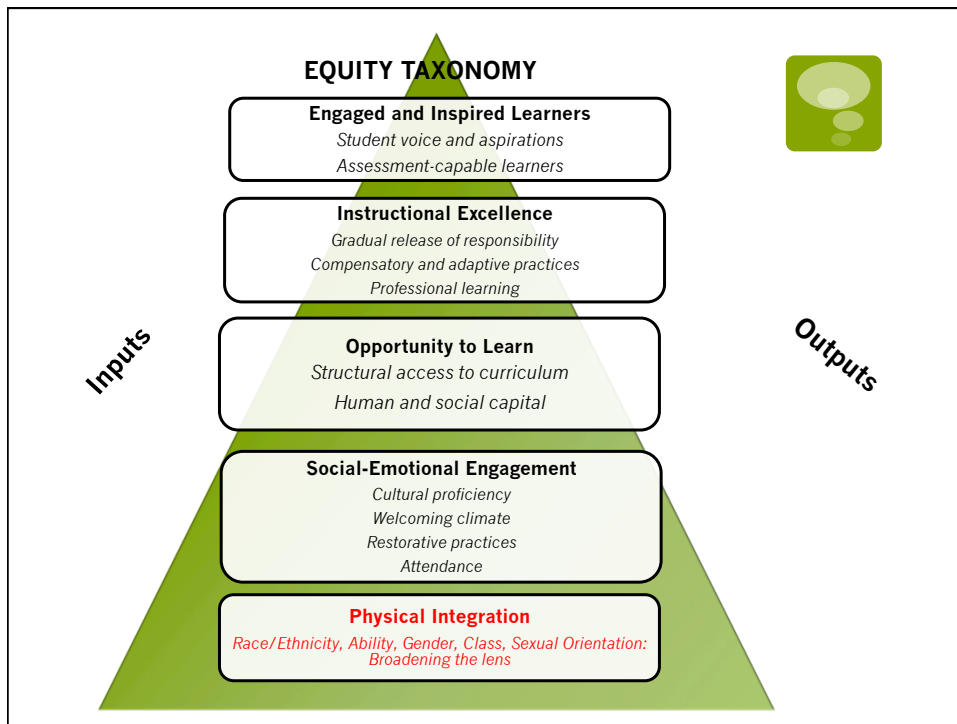 EQUITY TAXONOMY
Engaged and Inspired Learners
Student voice and aspirations
Assessment-capable learners
Instructional Excellence
Gradual release of responsibility
Compensatory and adaptive practices
Professional learning
Inputs
Outputs
Opportunity to Learn
Structural access to curriculum
Human and social capital
Social-Emotional Engagement
Cultural proficiency
Welcoming climate
Restorative practices
Attendance
Physical Integration
Race/Ethnicity, Ability, Gender, Class, Sexual Orientation:
Broadening the lens